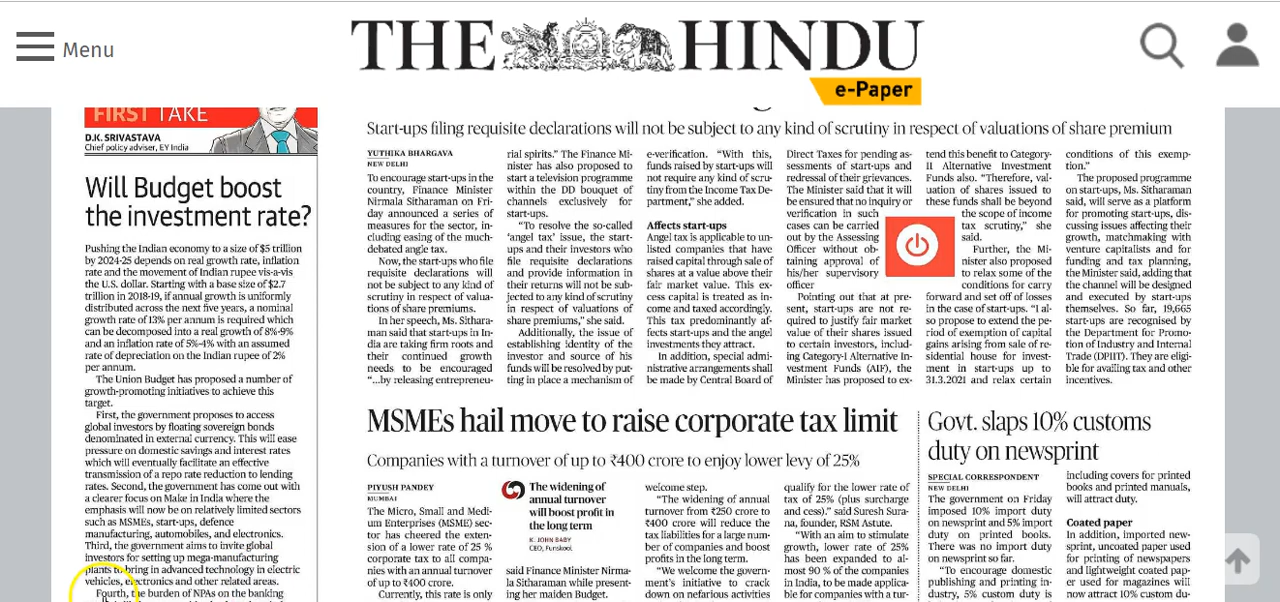 Menu
THE HINDU
e-Paper
FIRST TAKE
D.K. SRIVASTAVA
Chief policy adviser, EY India
Will Budget boost
the investment rate?
Pushing the Indian economy to a size of $5 trillion
by 2024-25 depends on real growth rate, inflation
rate and the movement of Indian rupee vis-a-vis
the U.S. dollar. Starting with a base size of $2.7
trillion in 2018-19, if annual growth is uniformly
distributed across the next five years, a nominal
growth rate of 13% per annum is required which
can be decomposed into a real growth of 8%-9%
and an inflation rate of 5%-4% with an assumed
rate of depreciation on the Indian rupee of 2%
per annum.
The Union Budget has proposed a number of
growth-promoting initiatives to achieve this
target.
First, the government proposes to access
global investors by floating sovereign bonds
denominated in external currency. This will ease
pressure on domestic savings and interest rates
which will eventually facilitate an effective
transmission of a repo rate reduction to lending
rates. Second, the government has come out with
a clearer focus on Make in India where the
emphasis will now be on relatively limited sectors
such as MSMEs, start-ups, defence
manufacturing, automobiles, and electronics.
Third, the government aims to invite global
investors for setting up mega-manufacturing
plants to bring in advanced technology in electric
vehicles, electronics and other related areas.
Fourth, the burden of NPAs on the banking
Start-ups filing requisite declarations will not be subject to any kind of scrutiny in respect of valuations of share premium
YUTHIKA BHARGAVA
NEW DELHI
To encourage start-ups in the
country, Finance Minister
Nirmala Sitharaman on Fri-
day announced a series of
measures for the sector, in-
cluding easing of the much-
debated angel tax.
Now, the start-ups who file
requisite declarations will
not be subject to any kind of
scrutiny in respect of valua-
tions of share premiums.
In her speech, Ms. Sithara-
man said that start-ups in In-
dia are taking firm roots and
their continued growth
needs to be encouraged
“...by releasing entrepreneu-
rial spirits.” The Finance Mi-
nister has also proposed to
start a television programme
within the DD bouquet of
channels exclusively for
start-ups.
“To resolve the so-called
‘angel tax’ issue, the start-
ups and their investors who
file requisite declarations
and provide information in
their returns will not be sub-
jected to any kind of scrutiny
in respect of valuations of
share premiums,” she said.
Additionally, the issue of
establishing identity of the
investor and source of his
funds will be resolved by put-
ting in place a mechanism of
e-verification. “With this,
funds raised by start-ups will
not require any kind of scru-
tiny from the Income Tax De-
partment,” she added.
Affects start-ups
Angel tax is applicable to un-
listed companies that have
raised capital through sale of
shares at a value above their
fair market value. This ex-
cess capital is treated as in-
come and taxed accordingly.
This tax predominantly af-
fects start-ups and the angel
investments they attract.
In addition, special admi-
nistrative arrangements shall
be made by Central Board of
Direct Taxes for pending as-
sessments of start-ups and
redressal of their grievances.
The Minister said that it will
be ensured that no inquiry or
verification in such
cases can be carried
out by the Assessing
Officer without ob-
taining approval of
his/her supervisory
officer
Pointing out that at pre-
sent, start-ups are not re-
quired to justify fair market
value of their shares issued
to certain investors, includ-
ing Category-I Alternative In-
vestment Funds (AIF), the
Minister has proposed to ex-
tend this benefit to Category-
II Alternative Investment
Funds also. “Therefore, val-
uation of shares issued to
these funds shall be beyond
the scope of income
tax scrutiny,” she
said.
Further, the Mi-
nister also proposed
to relax some of the
conditions for carry
forward and set off of losses
in the case of start-ups. “I al-
so propose to extend the pe-
riod of exemption of capital
gains arising from sale of re-
sidential house for invest-
ment in start-ups up to
31.3.2021 and relax certain
conditions of this exemp-
tion.”
The proposed programme
on start-ups, Ms. Sitharaman
said, will serve as a platform
for promoting start-ups, dis-
cussing issues affecting their
growth, matchmaking with
venture capitalists and for
funding and tax planning,
the Minister said, adding that
the channel will be designed
and executed by start-ups
themselves. So far, 19,665
start-ups are recognised by
the Department for Promo-
tion of Industry and Internal
Trade (DPIIT). They are elig-
ible for availing tax and other
incentives.
MSMEs hail move to raise corporate tax limit
Companies with a turnover of up to ₹400 crore to enjoy lower levy of 25%
PIYUSH PANDEY
MUMBAI
The Micro, Small and Medi-
um Enterprises (MSME) sec-
tor has cheered the exten-
sion of a lower rate of 25 %
corporate tax to all compa-
nies with an annual turnover
of up to ₹400 crore.
Currently, this rate is only
The widening of
annual turnover
will boost profit in
the long term
K. JOHN BABY
CEO, Funskool
said Finance Minister Nirma-
la Sitharaman while present-
ing her maiden Budget.
welcome step.
“The widening of annual
turnover from ₹250 crore to
₹400 crore will reduce the
tax liabilities for a large num-
ber of companies and boost
profits in the long term.
“We welcome the govern-
ment’s initiative to crack
down on nefarious activities
qualify for the lower rate of
tax of 25% (plus surcharge
and cess).” said Suresh Sura-
na, founder, RSM Astute.
“With an aim to stimulate
growth, lower rate of 25%
has been expanded to al-
most 90 % of the companies
in India, to be made applica-
ble for companies with a tur-
Govt. slaps 10% customs
duty on newsprint
SPECIAL CORRESPONDENT
NEW DELHI
The government on Friday
imposed 10% import duty
on newsprint and 5% import
duty on printed books.
There was no import duty
on newsprint so far.
“To encourage domestic
publishing and printing in-
dustry, 5% custom duty is
including covers for printed
books and printed manuals,
will attract duty.
Coated paper
In addition, imported new-
sprint, uncoated paper used
for printing of newspapers
and lightweight coated pa-
per used for magazines will
now attract 10% custom du-